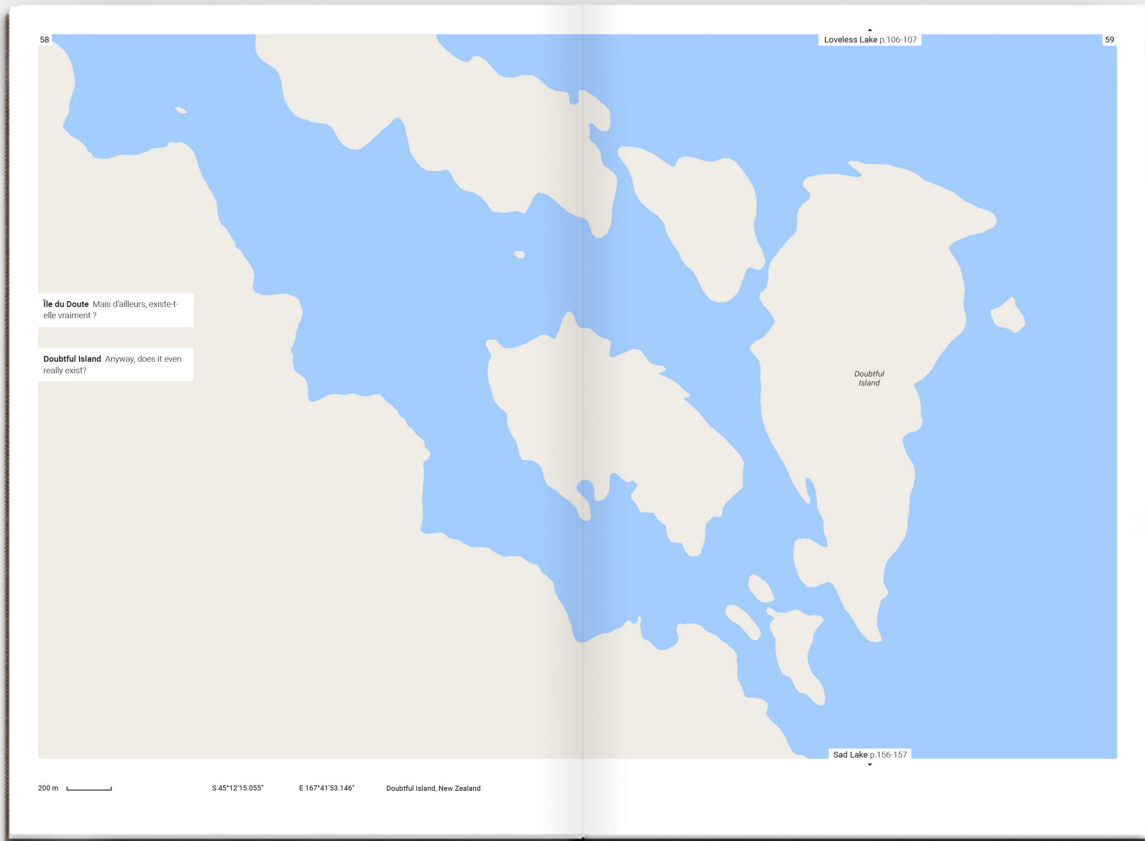 58
Loveless Lake p.106-107
59
Île du Doute Mais d'ailleurs, existe-t-
elle vraiment ?
Doubtful Island Anyway, does it even
really exist?
Doubtful
Island
Sad Lake p.156-157
200 m
S 45°12'15.055" E 167°41'53.146" Doubtful Island, New Zealand